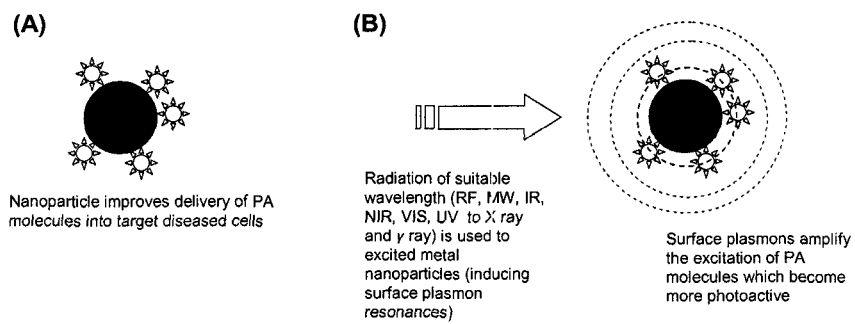 (A)
(B)
Nanoparticle improves delivery of PA
molecules into target diseased cells
Radiation of suitable
wavelength (RF, MW, IR,
NIR, VIS, UV to X ray
and γ ray) is used to
excited metal
nanoparticles (inducing
surface plasmon
resonances)
Surface plasmons amplify
the excitation of PA
molecules which become
more photoactive